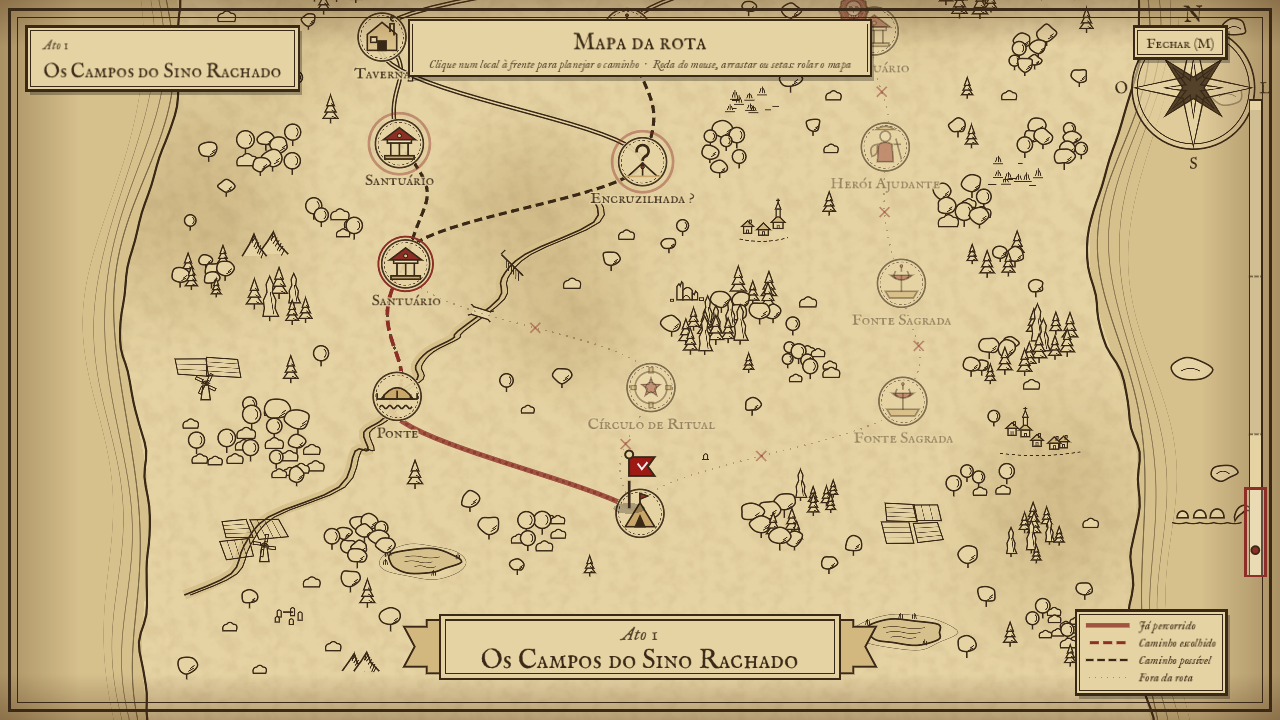 Ato 1
Os Campos do Sino Rachado
Mapa da rota
Clique num local à frente para planejar o caminho · Roda do mouse, arrastar ou setas: rolar o mapa
N
Fechar (M)
O
L
S
Taverna
Santuário
Encruzilhada ?
Herói Ajudante
Santuário
Fonte Sagrada
Círculo de Ritual
Ponte
Fonte Sagrada
Ato 1
Os Campos do Sino Rachado
Já percorrido
Caminho escolhido
Caminho possível
Fora da rota